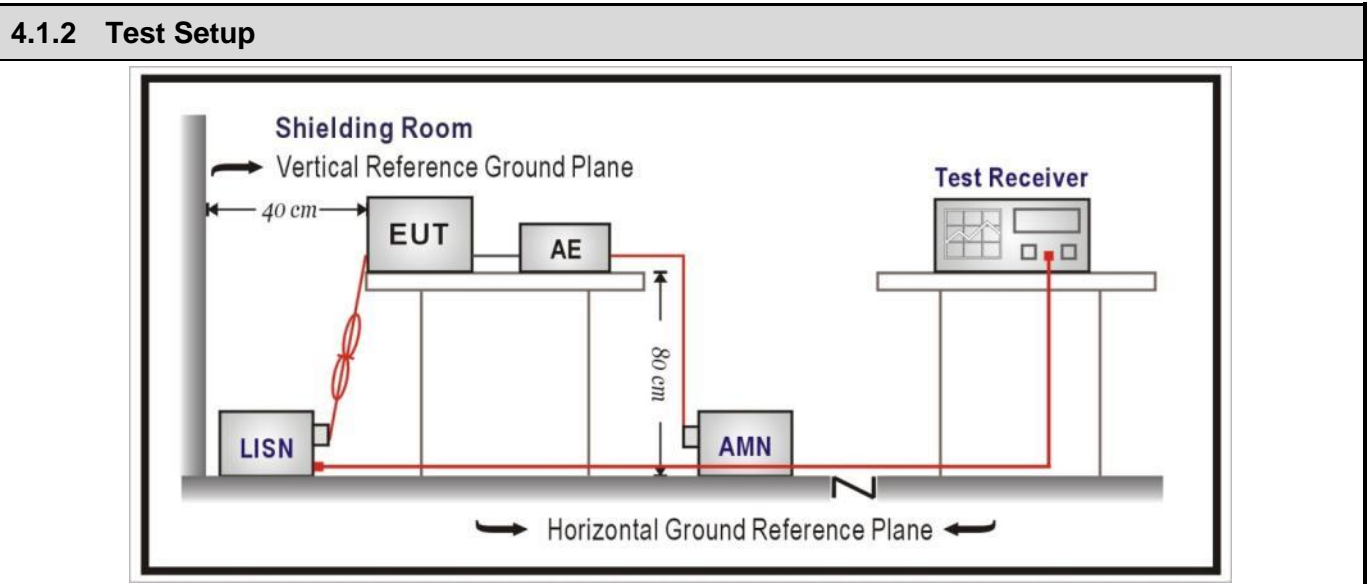 4.1.2 Test Setup
Shielding Room
Vertical Reference Ground Plane
Test Receiver
40 cm
EUT
AE
80 cm
LISN
AMN
Horizontal Ground Reference Plane